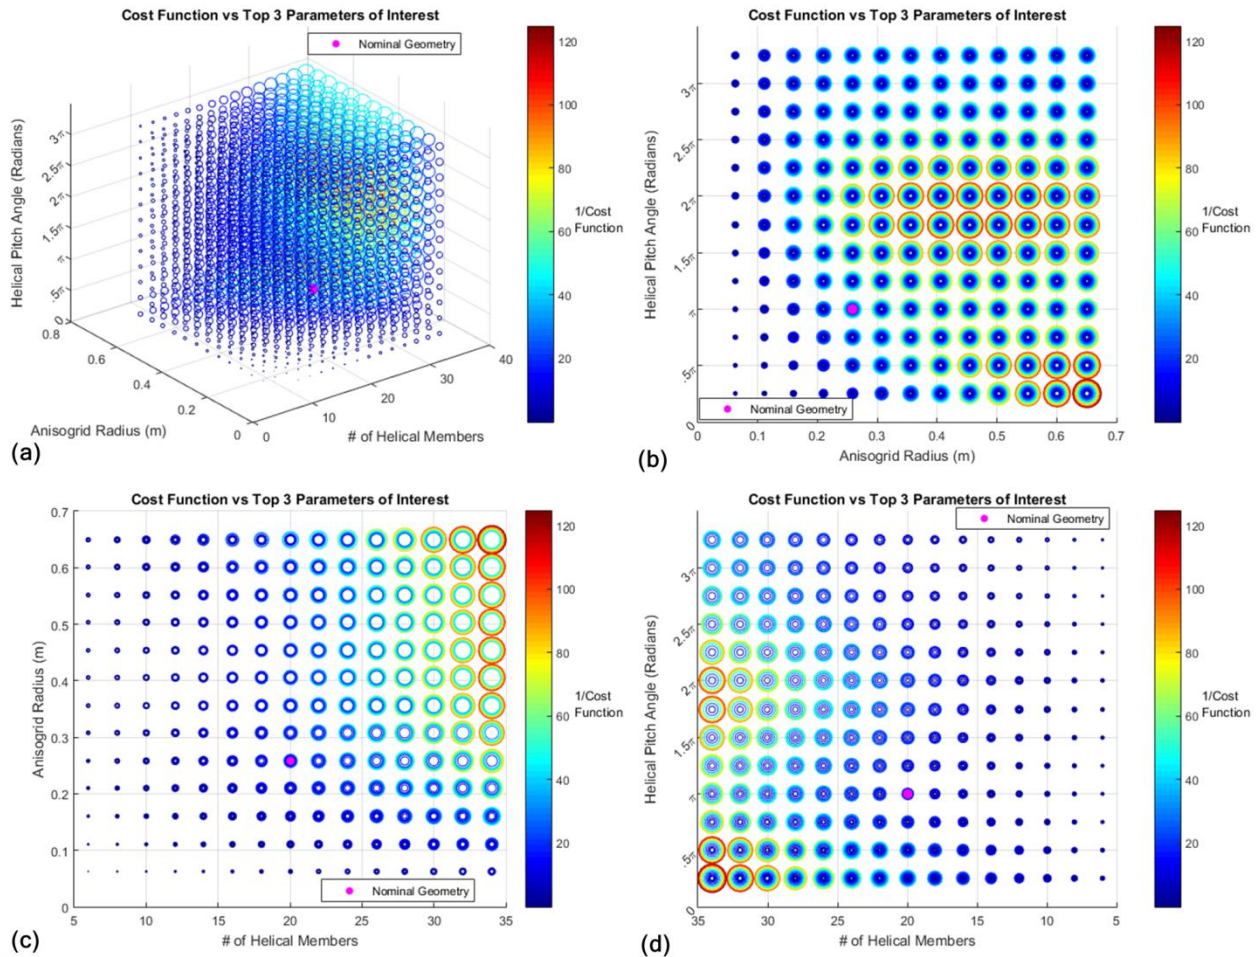 Cost Function vs Top 3 Parameters of Interest
Nominal Geometry
3π
2.5π
2π
1.5π
π
.5π
0
Helical Pitch Angle (Radians)
0.8
0.6
0.4
0.2
0
Anisogrid Radius (m)
0
10
20
30
40
# of Helical Members
120
100
80
60
40
20
1/Cost
Function
(a)
Cost Function vs Top 3 Parameters of Interest
3π
2.5π
2π
1.5π
π
.5π
0
Helical Pitch Angle (Radians)
Nominal Geometry
0 0.1 0.2 0.3 0.4 0.5 0.6 0.7
Anisogrid Radius (m)
120
100
80
60
40
20
1/Cost
Function
(b)
Cost Function vs Top 3 Parameters of Interest
0.7
0.6
0.5
0.4
0.3
0.2
0.1
0
Anisogrid Radius (m)
Nominal Geometry
5 10 15 20 25 30 35
# of Helical Members
120
100
80
60
40
20
1/Cost
Function
(c)
Cost Function vs Top 3 Parameters of Interest
Nominal Geometry
3π
2.5π
2π
1.5π
π
.5π
0
Helical Pitch Angle (Radians)
35 30 25 20 15 10 5
# of Helical Members
120
100
80
60
40
20
1/Cost
Function
(d)